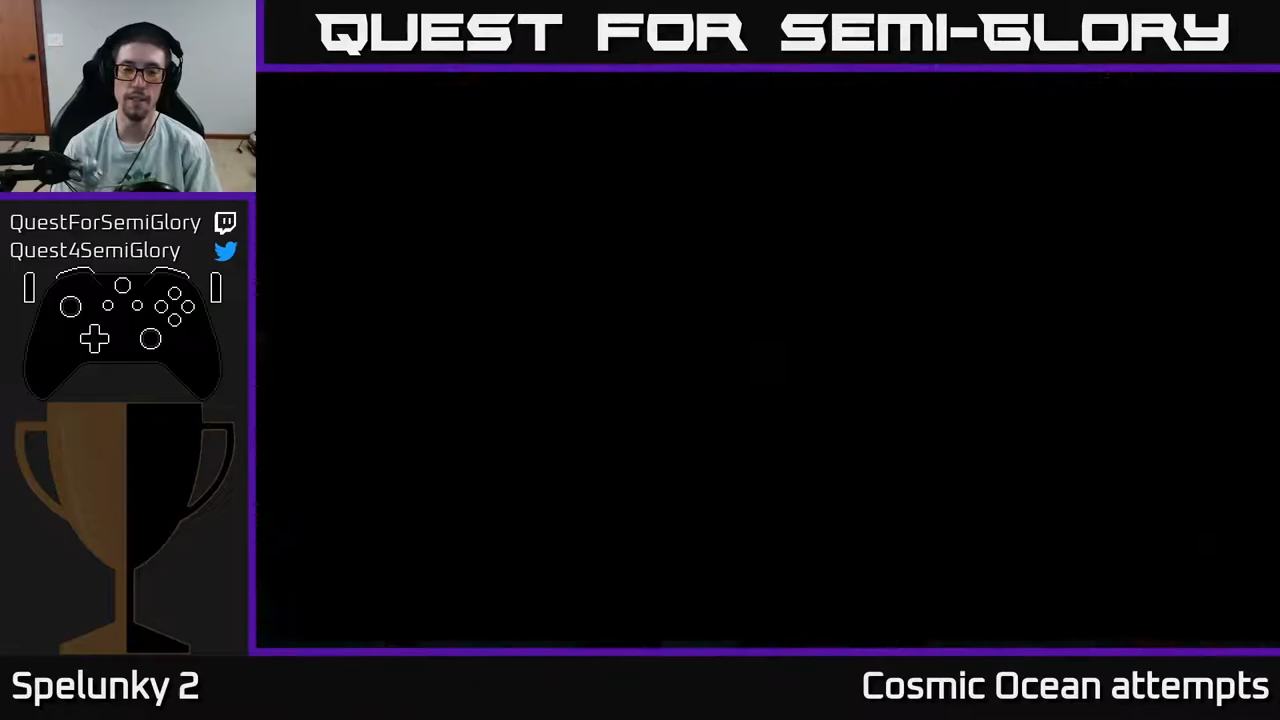 QUEST FOR SEMI-GLORY
QuestForSemiGlory
Quest4SemiGlory
Spelunky 2
Cosmic Ocean attempts